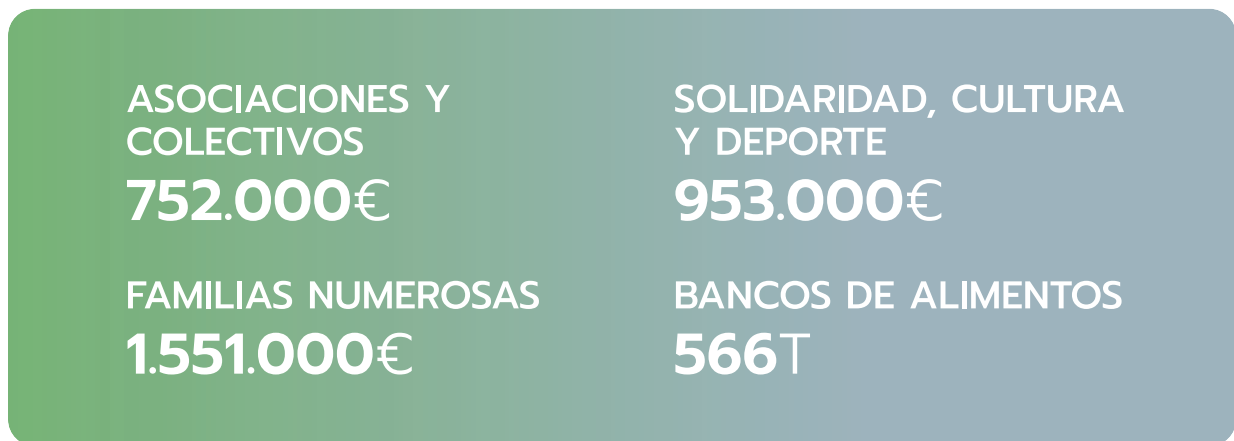 ASOCIACIONES Y
COLECTIVOS
752.000€
SOLIDARIDAD, CULTURA
Y DEPORTE
953.000€
FAMILIAS NUMEROSAS
1.551.000€
BANCOS DE ALIMENTOS
566T